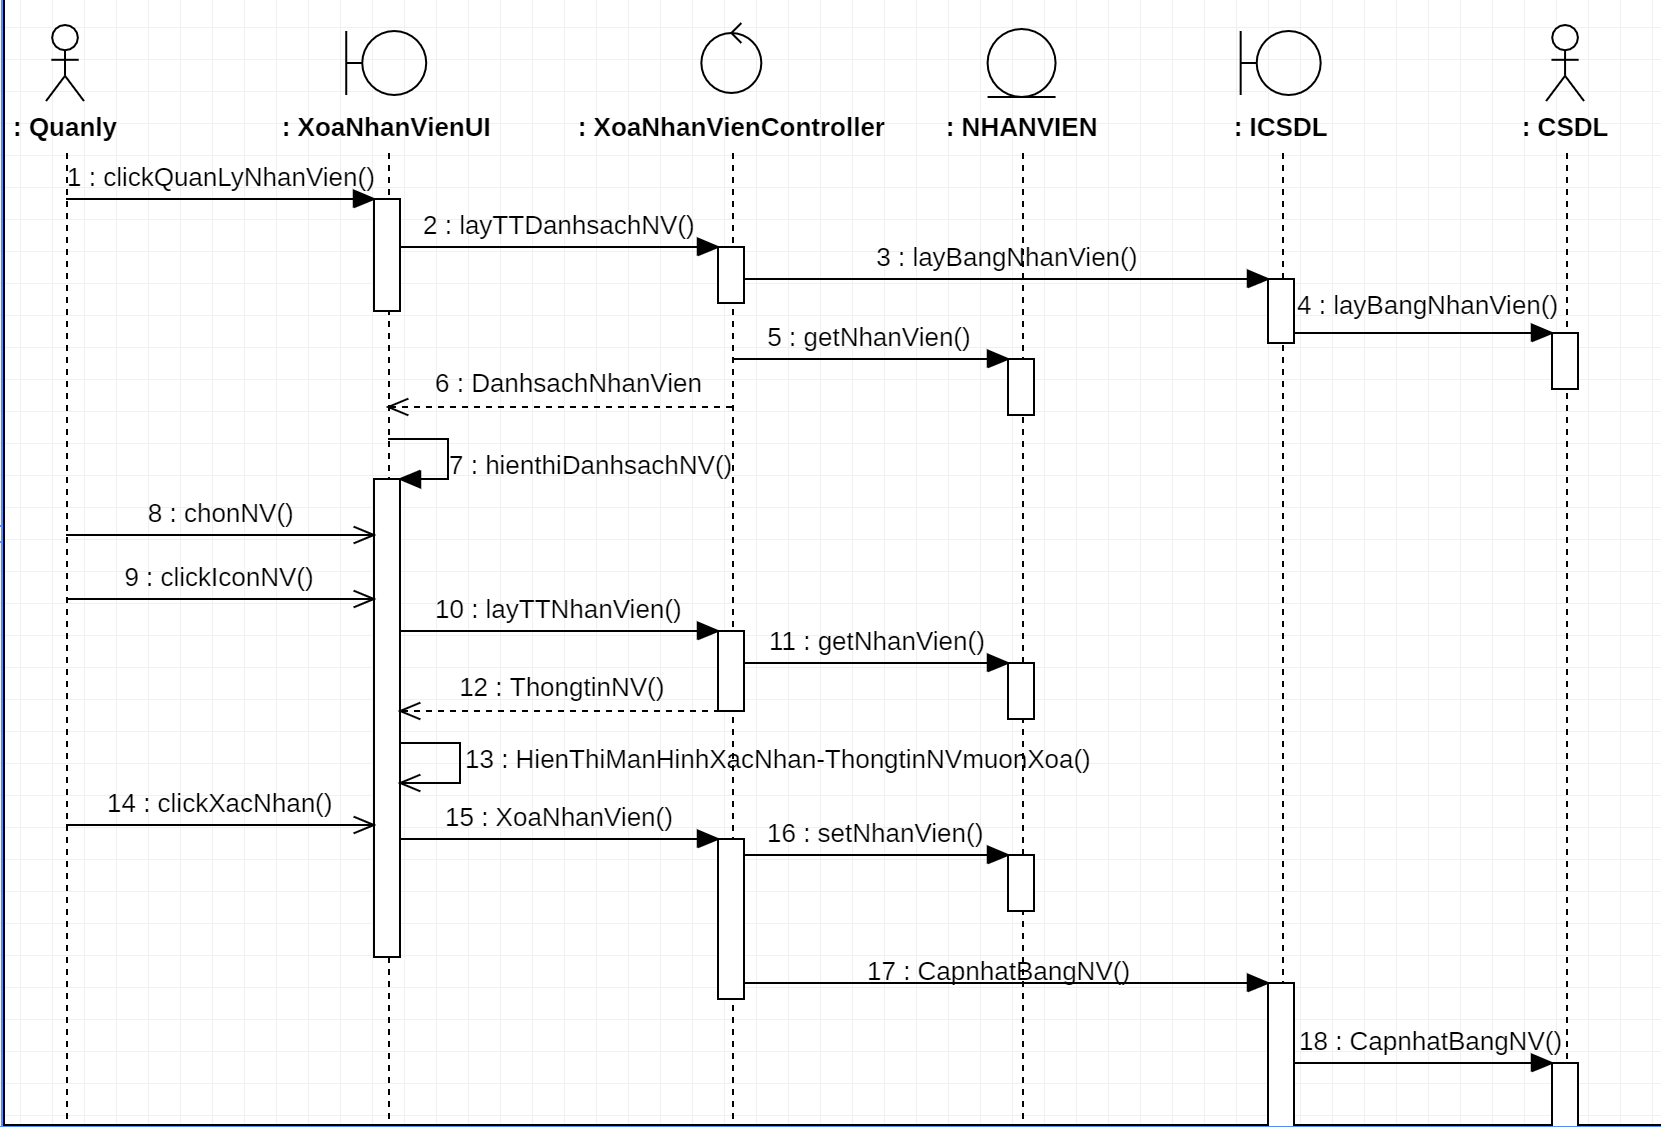 : Quanly
: XoaNhanVienUI
: XoaNhanVienController
: NHANVIEN
: ICSDL
: CSDL
1 : clickQuanLyNhanVien()
2 : layTTDanhsachNV()
3 : layBangNhanVien()
4 : layBangNhanVien()
5 : getNhanVien()
6 : DanhsachNhanVien
7 : hienthiDanhsachNV()
8 : chonNV()
9 : clickIconNV()
10 : layTTNhanVien()
11 : getNhanVien()
12 : ThongtinNV()
13 : HienThiManHinhXacNhan-ThongtinNVmuonXoa()
14 : clickXacNhan()
15 : XoaNhanVien()
16 : setNhanVien()
17 : CapnhatBangNV()
18 : CapnhatBangNV()